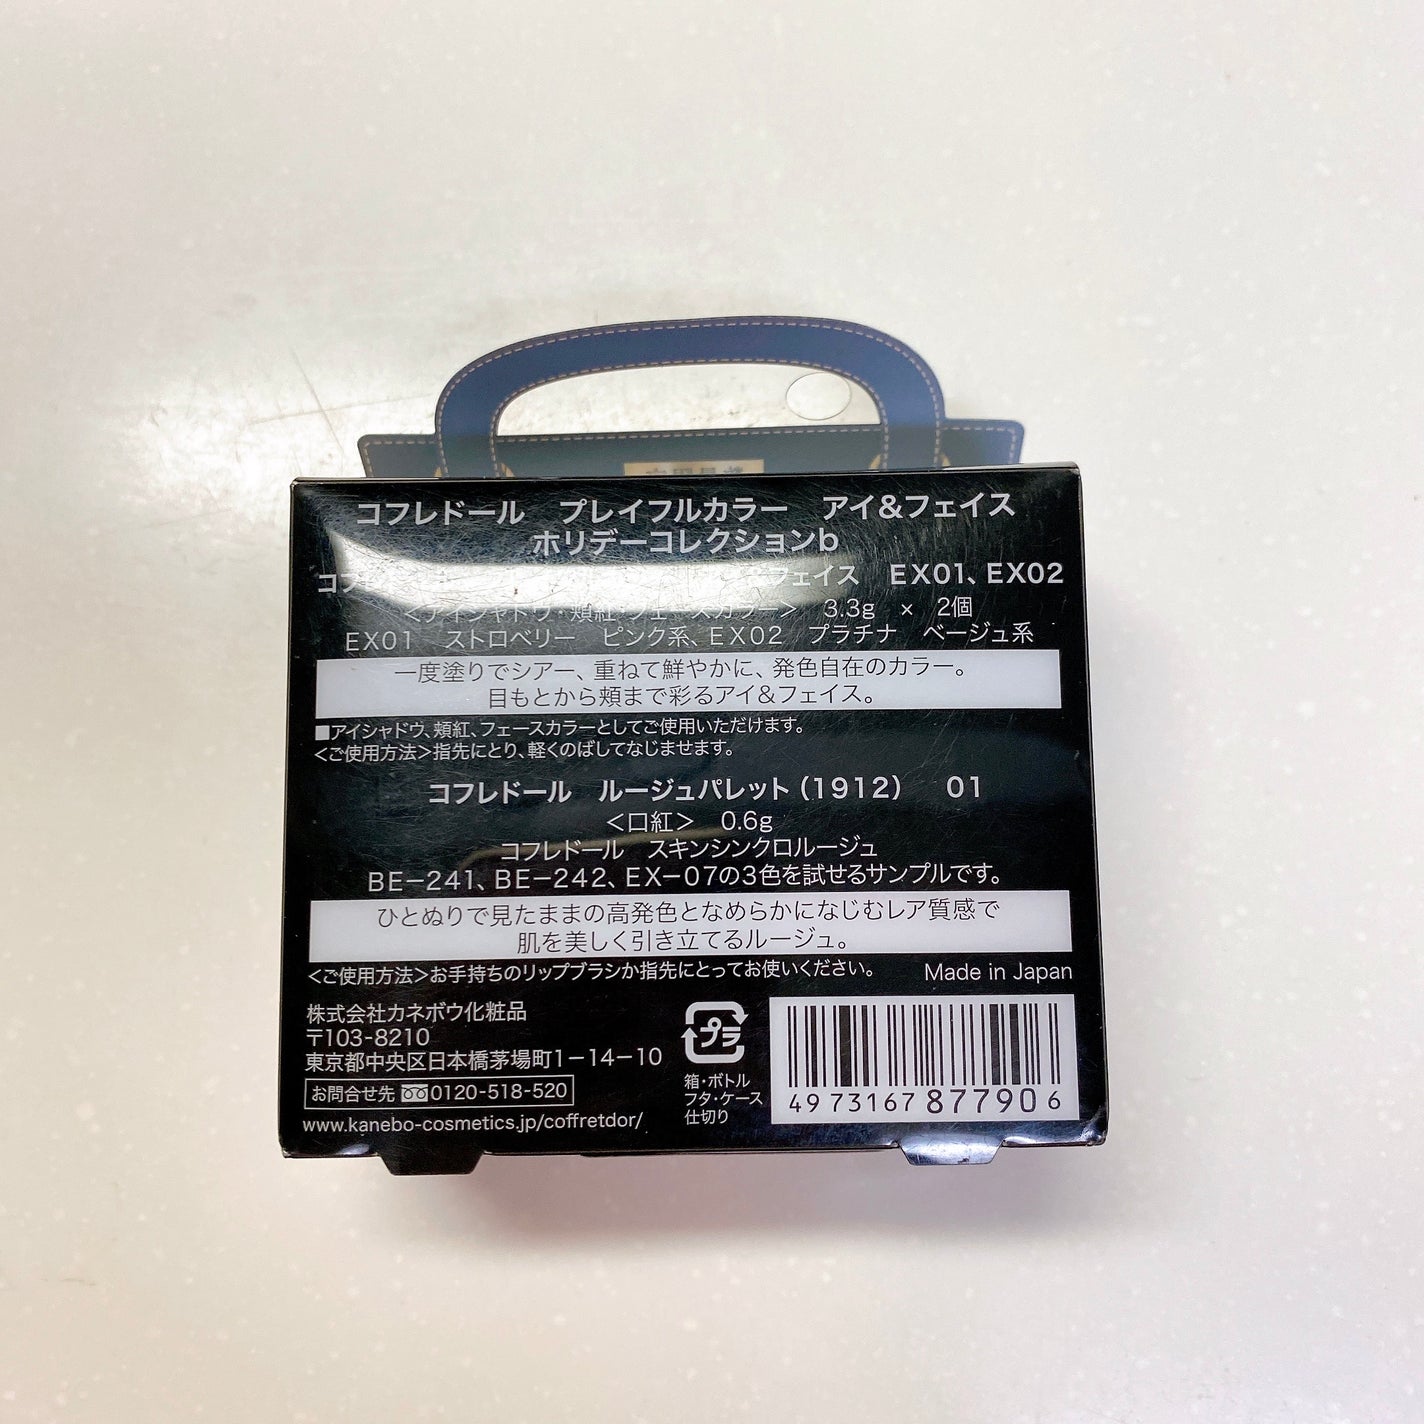 コフレドール　プレイフルカラー　アイ&フェイス
ホリデーコレクションb
フェイス　EX01、EX02
<アイシャドウ・頬紅・フェースカラー>　3.3g　×　2個
EX01　ストロベリー　ピンク系、EX02　プラチナ　ベージュ系
一度塗りでシアー、重ねて鮮やかに、発色自在のカラー。
目もとから頬まで彩るアイ&フェイス。
■アイシャドウ、頬紅、フェースカラーとしてご使用いただけます。
<ご使用方法>指先にとり、軽くのばしてなじませます。
コフレドール　ルージュパレット（1912）　01
<口紅>　0.6g
コフレドール　スキンシンクロルージュ
BE−241、BE−242、EX−07の3色を試せるサンプルです。
ひとぬりで見たままの高発色となめらかになじむレア質感で
肌を美しく引き立てるルージュ。
<ご使用方法>お手持ちのリップブラシか指先にとってお使いください。　Made in Japan
株式会社カネボウ化粧品
〒103-8210
東京都中央区日本橋茅場町1−14−10
お問合せ先 0120-518-520
www.kanebo-cosmetics.jp/coffretdor/
プラ
箱・ボトル
フタ・ケース
仕切り
4973167877906